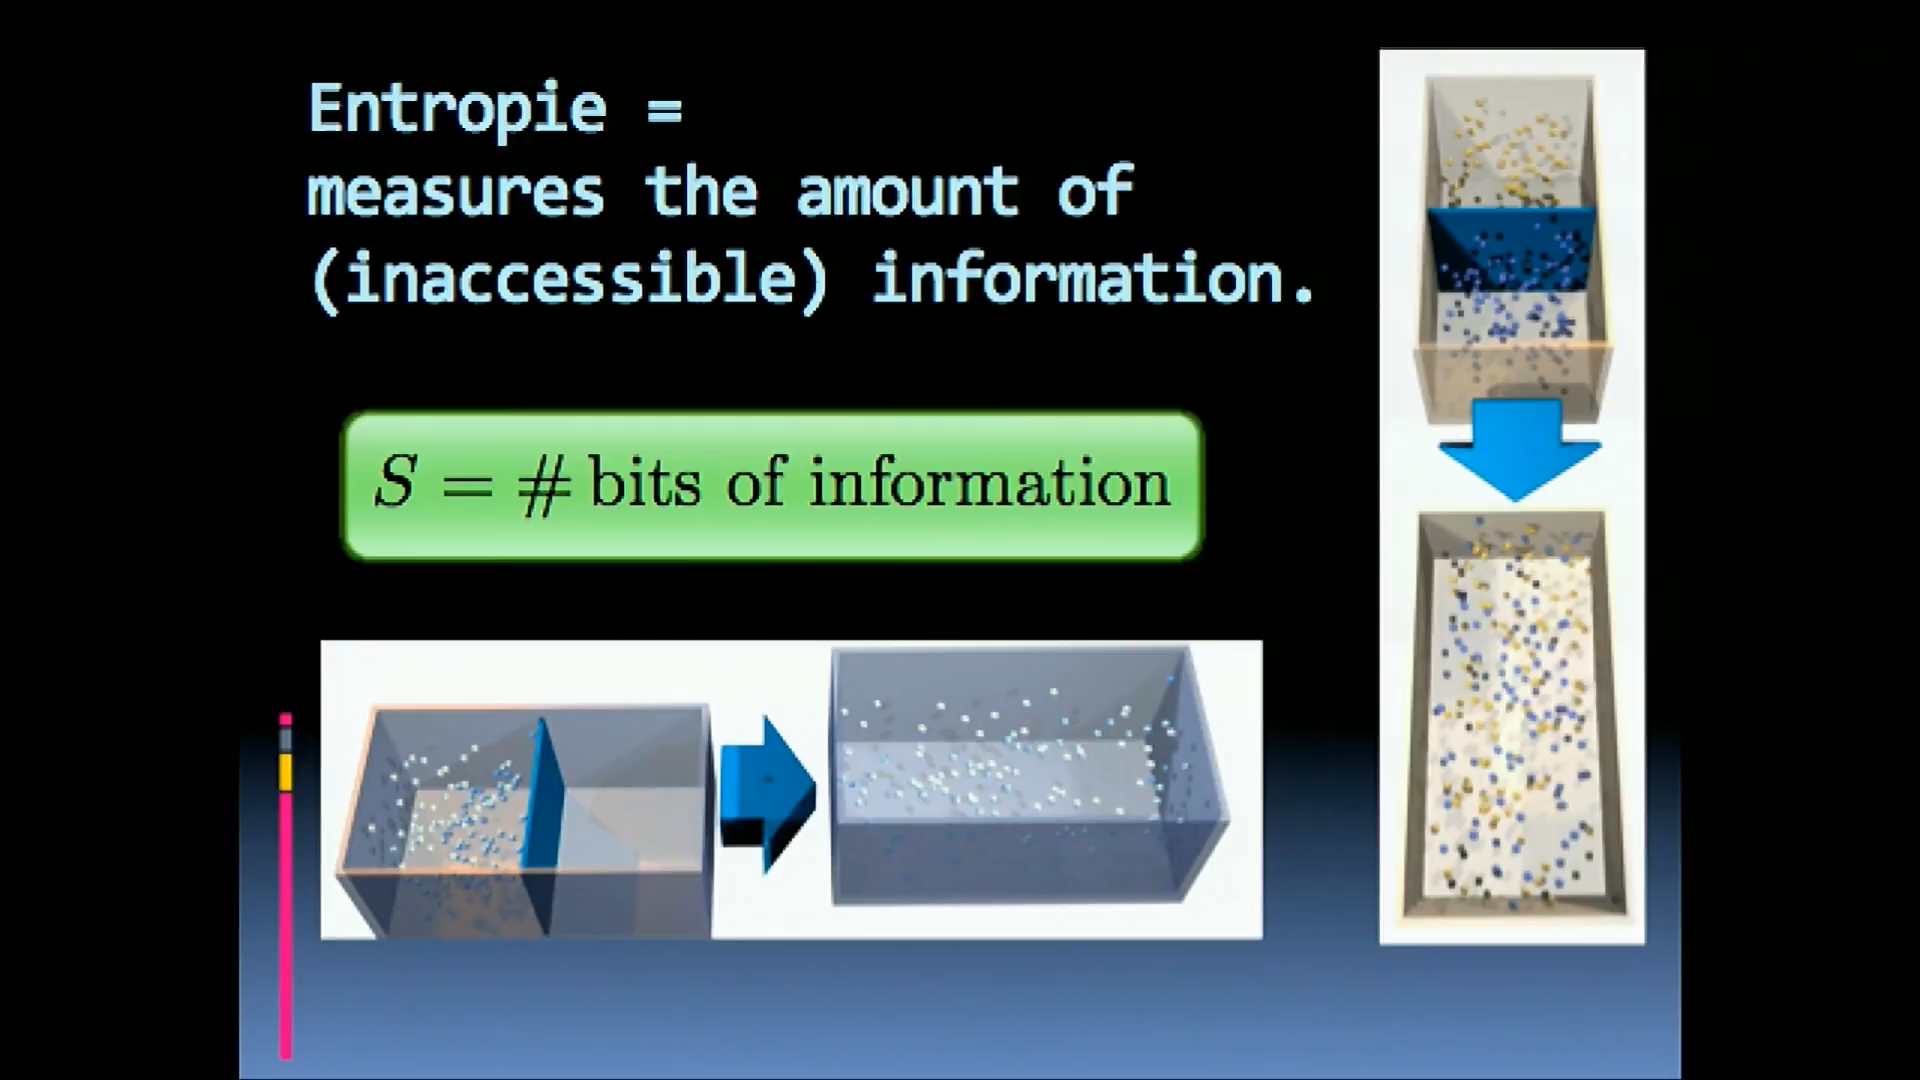 Entropie =
measures the amount of
(inaccessible) information.
S = # bits of information